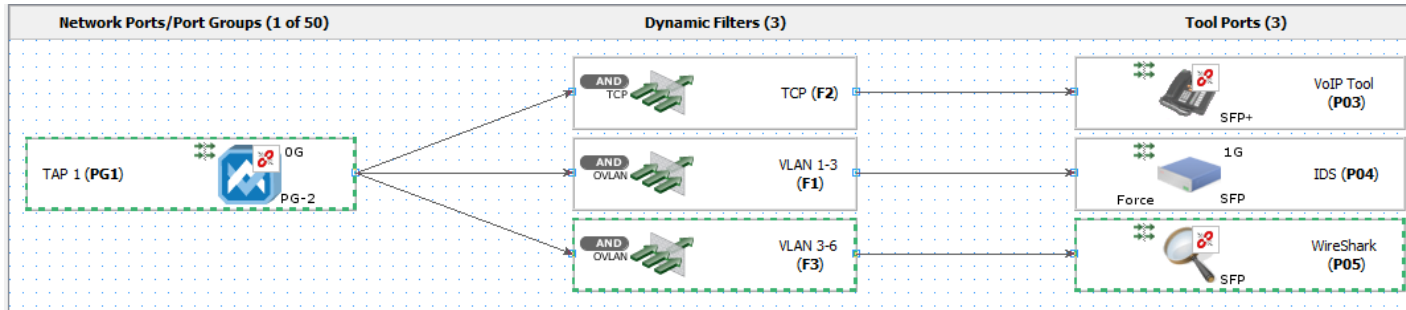 Network Ports/Port Groups (1 of 50)
Dynamic Filters (3)
Tool Ports (3)
TAP 1 (PG1)
0G
PG-2
AND
TCP
TCP (F2)
AND
OVLAN
VLAN 1-3
(F1)
AND
OVLAN
VLAN 3-6
(F3)
VoIP Tool
(P03)
SFP+
1G
IDS (P04)
Force
SFP
WireShark
(P05)
SFP